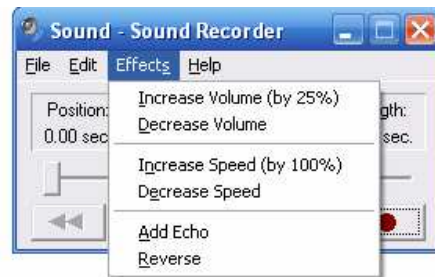 Sound - Sound Recorder
File Edit Effects Help
Increase Volume (by 25%)
Decrease Volume
Increase Speed (by 100%)
Decrease Speed
Add Echo
Reverse
Position:
0.00 sec
gth:
sec.